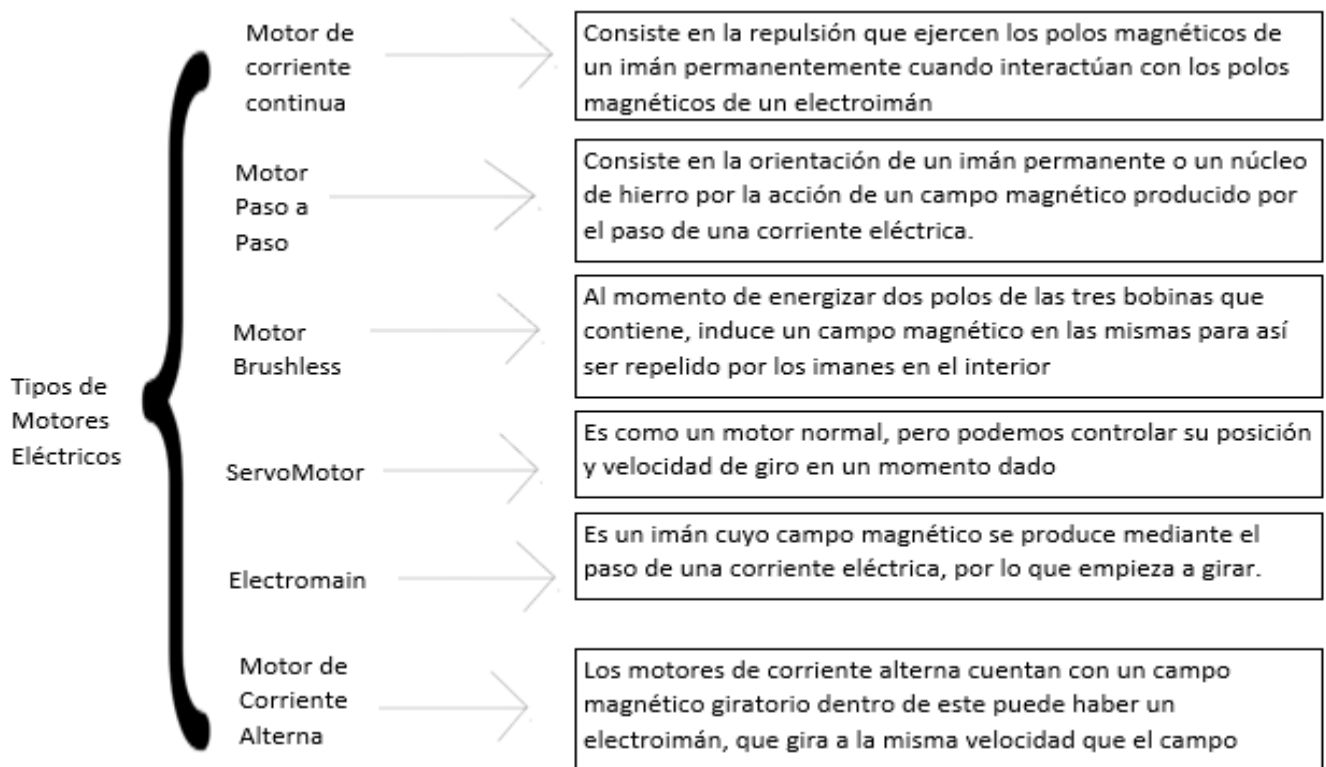 Tipos de
Motores
Eléctricos
Motor de
corriente
continua
Consiste en la repulsión que ejercen los polos magnéticos de
un imán permanentemente cuando interactúan con los polos
magnéticos de un electroimán
Motor
Paso a
Paso
Consiste en la orientación de un imán permanente o un núcleo
de hierro por la acción de un campo magnético producido por
el paso de una corriente eléctrica.
Motor
Brushless
Al momento de energizar dos polos de las tres bobinas que
contiene, induce un campo magnético en las mismas para así
ser repelido por los imanes en el interior
ServoMotor
Es como un motor normal, pero podemos controlar su posición
y velocidad de giro en un momento dado
Electromain
Es un imán cuyo campo magnético se produce mediante el
paso de una corriente eléctrica, por lo que empieza a girar.
Motor de
Corriente
Alterna
Los motores de corriente alterna cuentan con un campo
magnético giratorio dentro de este puede haber un
electroimán, que gira a la misma velocidad que el campo